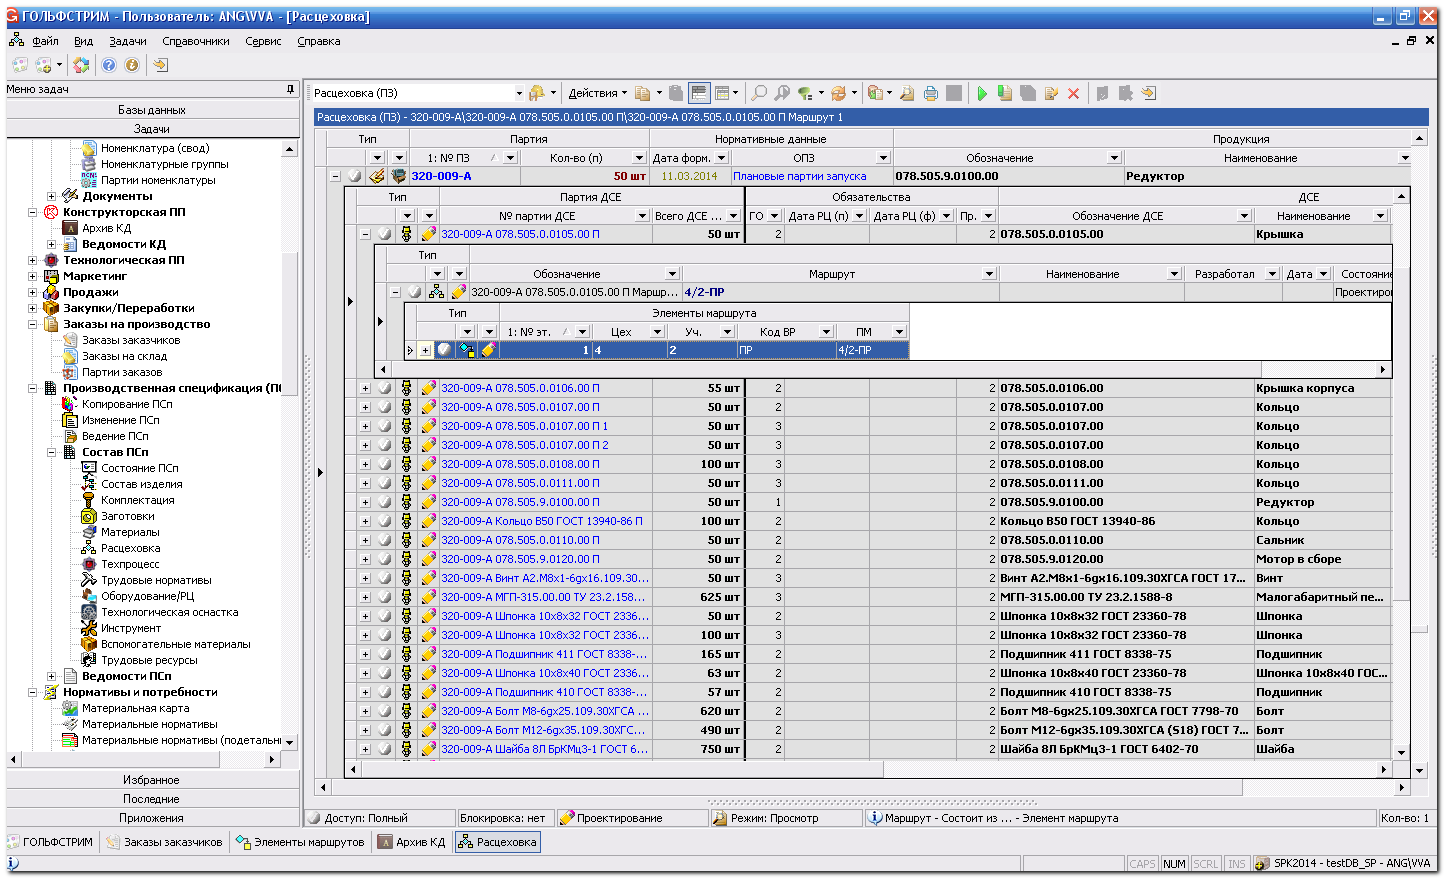 ГОЛЬФСТРИМ - Пользователь: ANG\VVA - [Расцеховка]
Файл Вид Задачи Справочники Сервис Справка
Меню задач
Базы данных
Задачи
Номенклатура (свод)
Номенклатурные группы
Партии номенклатуры
Документы
Конструкторская ПП
Архив КД
Ведомости КД
Технологическая ПП
Маркетинг
Продажи
Закупки/Переработки
Заказы на производство
Заказы заказчиков
Заказы на склад
Партии заказов
Производственная спецификация (П
Копирование ПСп
Изменение ПСп
Ведение ПСп
Состав ПСп
Состояние ПСп
Состав изделия
Комплектация
Заготовки
Материалы
Расцеховка
Техпроцесс
Трудовые нормативы
Оборудование/РЦ
Технологическая оснастка
Инструмент
Вспомогательные материалы
Трудовые ресурсы
Ведомости ПСп
Нормативы и потребности
Материальная карта
Материальные нормативы
Материальные нормативы (подетальн
Избранное
Последние
Приложения
Расцеховка (ПЗ) Действия
Расцеховка (ПЗ) - 320-009-А\320-009-А 078.505.0.0105.00 П\320-009-А 078.505.0.0105.00 П Маршрут 1
Тип Партия Нормативные данные Продукция
1: № ПЗ Кол-во (п) Дата форм. ОПЗ Обозначение Наименование
320-009-А 50 шт 11.03.2014 Плановые партии запуска 078.505.9.0100.00 Редуктор
Тип Партия ДСЕ Обязательства ДСЕ
№ партии ДСЕ Всего ДСЕ ... ГО Дата РЦ (п) Дата РЦ (ф) Пр. Обозначение ДСЕ Наименование
320-009-А 078.505.0.0105.00 П 50 шт 2 2 078.505.0.0105.00 Крышка
Тип
Обозначение Маршрут Наименование Разработал Дата Состояние
320-009-А 078.505.0.0105.00 П Маршр... 4/2-ПР Проектиров
Тип Элементы маршрута
1: № эт. Цех Уч. Код ВР ПМ
1 4 2 ПР 4/2-ПР
320-009-А 078.505.0.0106.00 П 55 шт 2 2 078.505.0.0106.00 Крышка корпуса
320-009-А 078.505.0.0107.00 П 50 шт 2 2 078.505.0.0107.00 Кольцо
320-009-А 078.505.0.0107.00 П 1 50 шт 3 2 078.505.0.0107.00 Кольцо
320-009-А 078.505.0.0107.00 П 2 50 шт 3 2 078.505.0.0107.00 Кольцо
320-009-А 078.505.0.0108.00 П 100 шт 3 2 078.505.0.0108.00 Кольцо
320-009-А 078.505.0.0111.00 П 50 шт 3 2 078.505.0.0111.00 Кольцо
320-009-А 078.505.9.0100.00 П 50 шт 1 2 078.505.9.0100.00 Редуктор
320-009-А Кольцо В50 ГОСТ 13940-86 П 100 шт 2 2 Кольцо В50 ГОСТ 13940-86 Кольцо
320-009-А 078.505.0.0110.00 П 50 шт 2 2 078.505.0.0110.00 Сальник
320-009-А 078.505.9.0120.00 П 50 шт 2 2 078.505.9.0120.00 Мотор в сборе
320-009-А Винт А2.М8х1-6gх16.109.30... 50 шт 3 2 Винт А2.М8х1-6gх16.109.30ХГСА ГОСТ 17... Винт
320-009-А МГП-315.00.00 ТУ 23.2.158... 625 шт 3 2 МГП-315.00.00 ТУ 23.2.1588-8 Малогабаритный пе...
320-009-А Шпонка 10х8х32 ГОСТ 2336... 50 шт 2 2 Шпонка 10х8х32 ГОСТ 23360-78 Шпонка
320-009-А Шпонка 10х8х32 ГОСТ 2336... 100 шт 3 2 Шпонка 10х8х32 ГОСТ 23360-78 Шпонка
320-009-А Подшипник 411 ГОСТ 8338-... 165 шт 2 2 Подшипник 411 ГОСТ 8338-75 Подшипник
320-009-А Шпонка 10х8х40 ГОСТ 2336... 63 шт 2 2 Шпонка 10х8х40 ГОСТ 23360-78 Шпонка 10х8х40 ГОС...
320-009-А Подшипник 410 ГОСТ 8338-... 57 шт 2 2 Подшипник 410 ГОСТ 8338-75 Подшипник
320-009-А Болт М8-6gх25.109.30ХГСА ... 620 шт 2 2 Болт М8-6gх25.109.30ХГСА ГОСТ 7798-70 Болт
320-009-А Болт М12-6gх35.109.30ХГС... 490 шт 2 2 Болт М12-6gх35.109.30ХГСА (S18) ГОСТ 7... Болт
320-009-А Шайба 8Л БрКМц3-1 ГОСТ 6... 750 шт 2 2 Шайба 8Л БрКМц3-1 ГОСТ 6402-70 Шайба
Доступ: Полный Блокировка: нет Проектирование Режим: Просмотр Маршрут - Состоит из ... - Элемент маршрута Кол-во: 1
ГОЛЬФСТРИМ Заказы заказчиков Элементы маршрутов Архив КД Расцеховка
CAPS NUM SCRL INS SPK2014 - testDB_SP - ANG\VVA